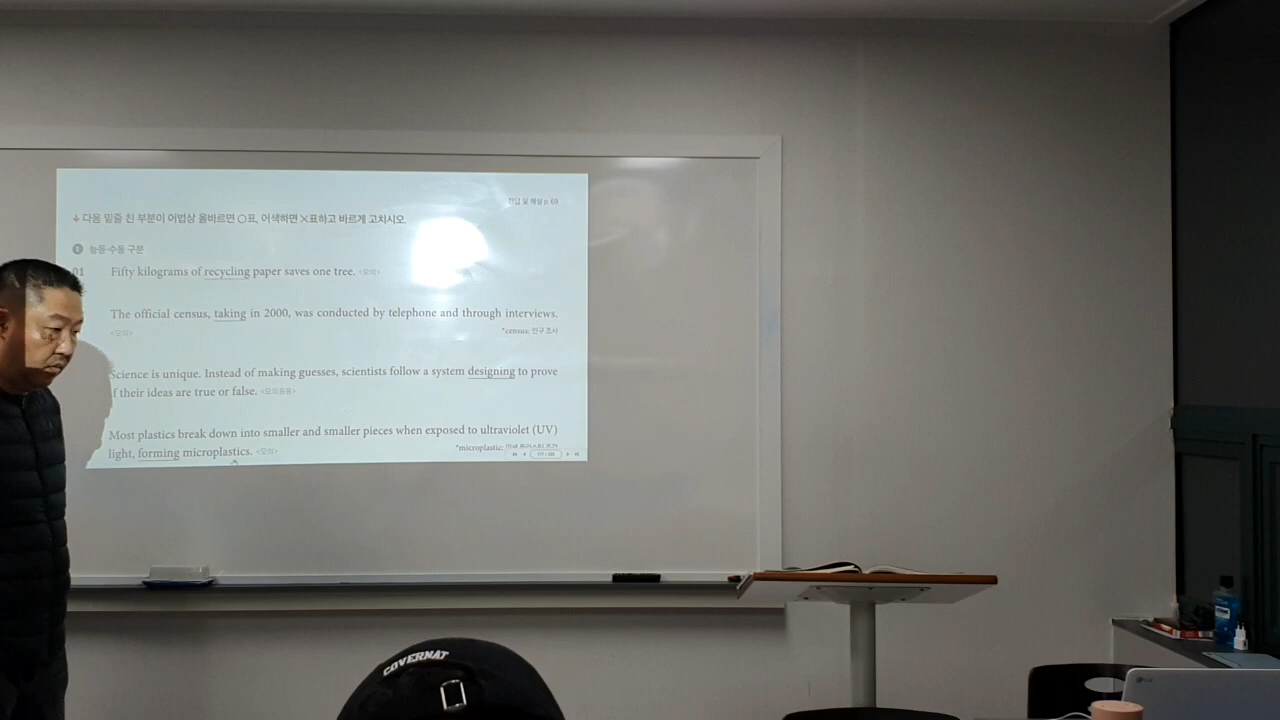 정답 및 해설 p. 69
↓ 다음 밑줄 친 부분이 어법상 올바르면 ○표, 어색하면 ✕표하고 바르게 고치시오.
1 능동·수동 구분
01 Fifty kilograms of recycling paper saves one tree. <모의>
The official census, taking in 2000, was conducted by telephone and through interviews.
<모의> *census: 인구 조사
Science is unique. Instead of making guesses, scientists follow a system designing to prove
if their ideas are true or false. <모의응용>
Most plastics break down into smaller and smaller pieces when exposed to ultraviolet (UV)
light, forming microplastics. <모의> *microplastic:
COVERNAT
LG